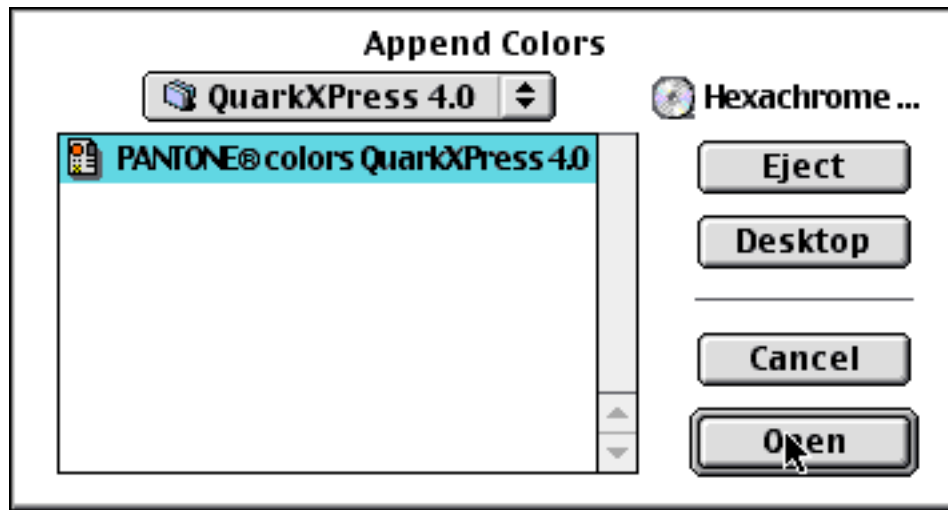 Append Colors
QuarkXPress 4.0
Hexachrome ...
PANTONE® colors QuarkXPress 4.0
Eject
Desktop
Cancel
Open